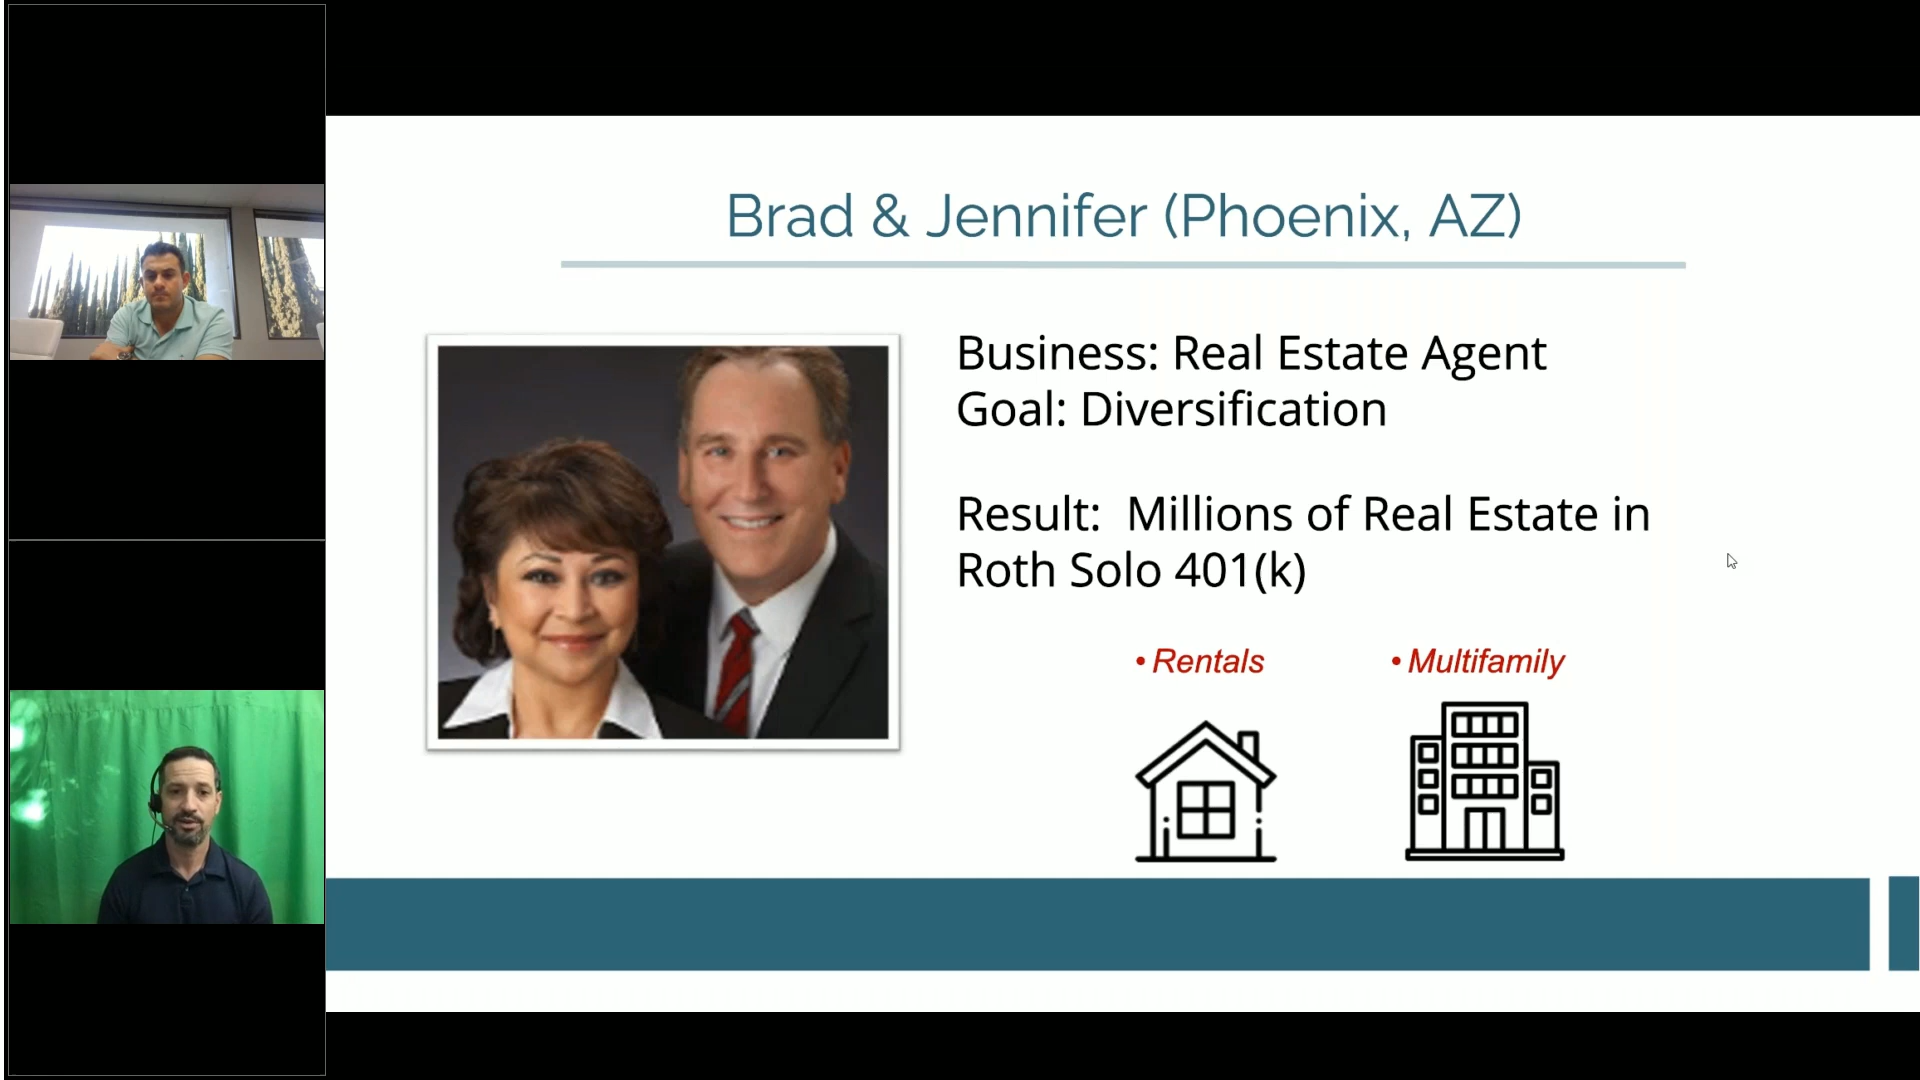 Brad & Jennifer (Phoenix, AZ)
Business: Real Estate Agent
Goal: Diversification
Result:  Millions of Real Estate in
Roth Solo 401(k)
• Rentals
• Multifamily